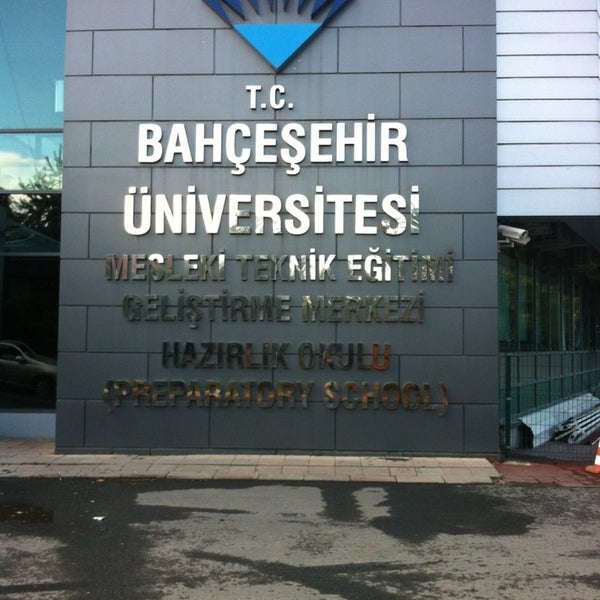 T.C.
BAHÇEŞEHİR
ÜNİVERSİTESİ
MESLEKİ TEKNİK EĞİTİMİ
GELİŞTİRME MERKEZİ
HAZIRLIK OKULU
(PREPARATORY SCHOOL)